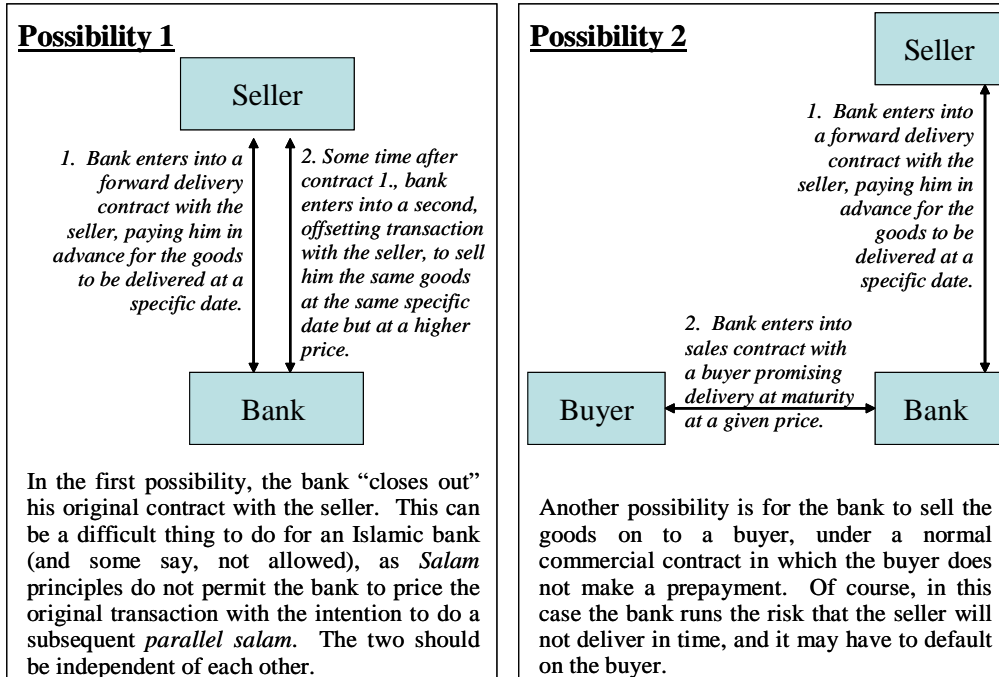 Possibility 1
Seller
1. Bank enters into a
forward delivery
contract with the
seller, paying him in
advance for the goods
to be delivered at a
specific date.
2. Some time after
contract 1., bank
enters into a second,
offsetting transaction
with the seller, to sell
him the same goods
at the same specific
date but at a higher
price.
Bank
In the first possibility, the bank “closes out”
his original contract with the seller. This can
be a difficult thing to do for an Islamic bank
(and some say, not allowed), as Salam
principles do not permit the bank to price the
original transaction with the intention to do a
subsequent parallel salam. The two should
be independent of each other.
Possibility 2
Seller
1. Bank enters into
a forward delivery
contract with the
seller, paying him in
advance for the
goods to be
delivered at a
specific date.
2. Bank enters into
sales contract with
a buyer promising
delivery at maturity
at a given price.
Buyer
Bank
Another possibility is for the bank to sell the
goods on to a buyer, under a normal
commercial contract in which the buyer does
not make a prepayment. Of course, in this
case the bank runs the risk that the seller will
not deliver in time, and it may have to default
on the buyer.